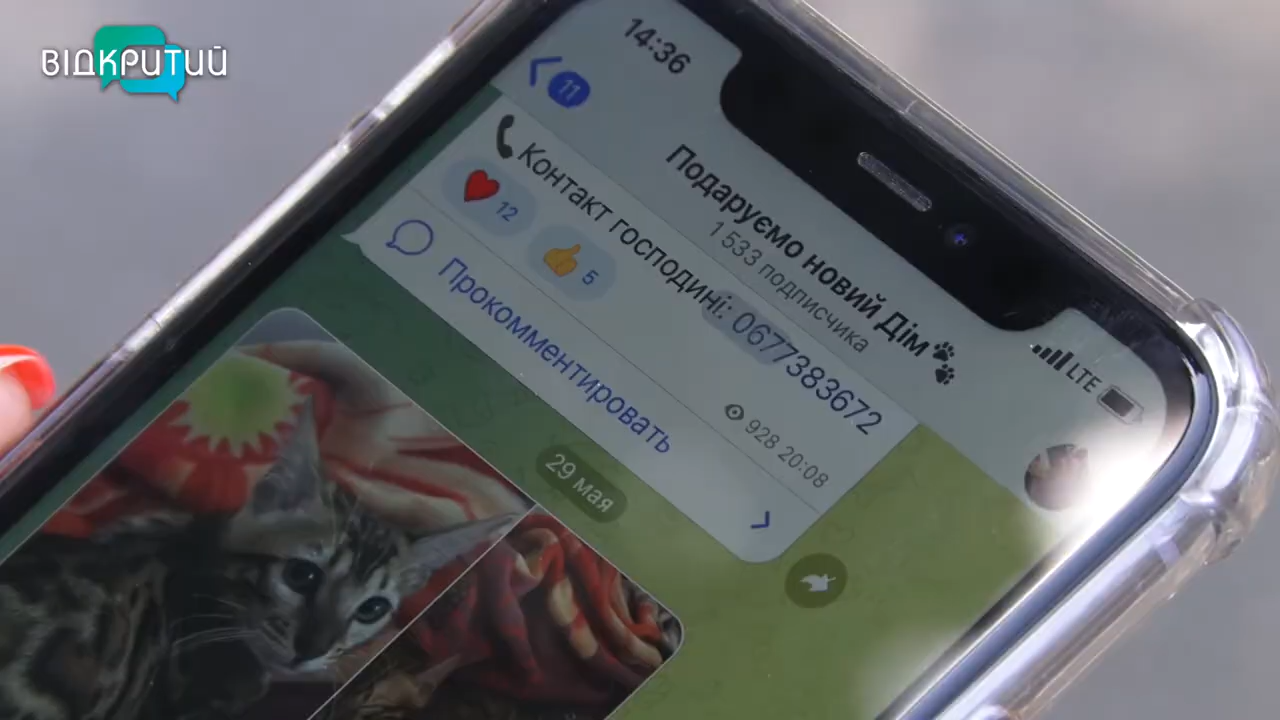 ВІДКРИТИЙ
14:36
LTE
11
Подаруємо новий Дім
1 533 подписчика
Контакт господині: 0677383672
12
5
928 20:08
Прокомментировать
29 мая